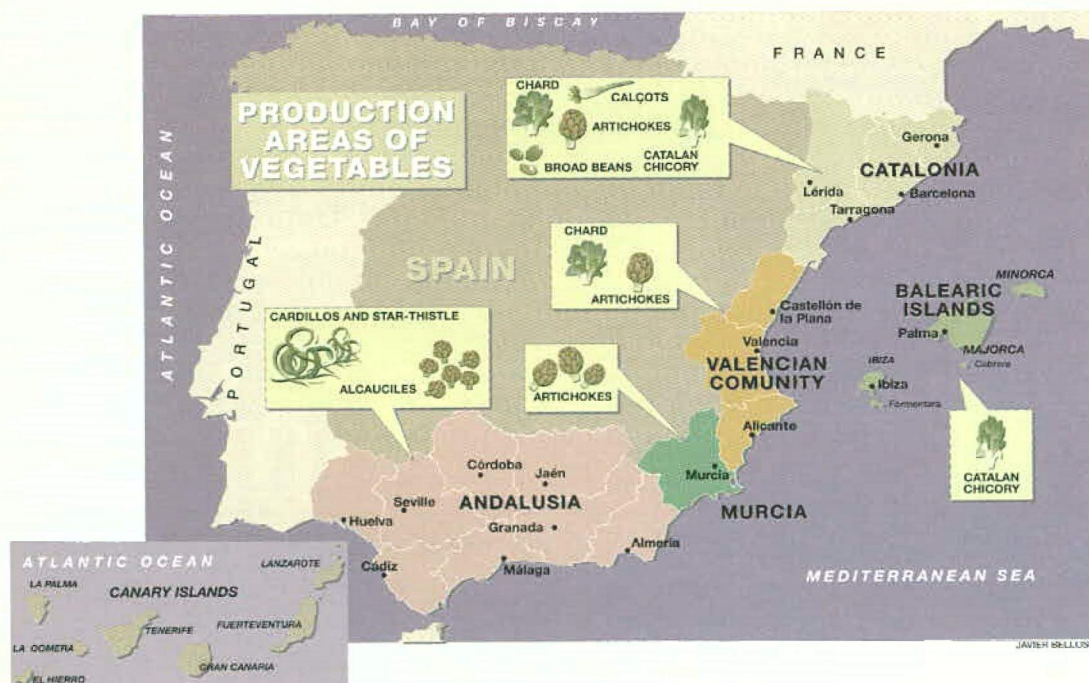 BAY OF BISCAY
FRANCE
ATLANTIC OCEAN
PRODUCTION
AREAS OF
VEGETABLES
CHARD
CALÇOTS
ARTICHOKES
BROAD BEANS
CATALAN
CHICORY
Gerona
CATALONIA
Lérida
Barcelona
Tarragona
PORTUGAL
SPAIN
CHARD
ARTICHOKES
MINORCA
BALEARIC
ISLANDS
Castellón de
la Plana
Palma
CARDILLOS AND STAR-THISTLE
ALCAUCILES
Valencia
VALENCIAN
COMUNITY
MAJORCA
Cabrera
IBIZA
Ibiza
Formentera
ARTICHOKES
Alicante
CATALAN
CHICORY
Córdoba
Jaén
Murcia
Seville
ANDALUSIA
MURCIA
Huelva
Granada
Almería
Cádiz
Málaga
MEDITERRANEAN SEA
JAVIER BELLOSO
ATLANTIC OCEAN
LANZAROTE
LA PALMA
CANARY ISLANDS
TENERIFE
FUERTEVENTURA
LA GOMERA
GRAN CANARIA
EL HIERRO